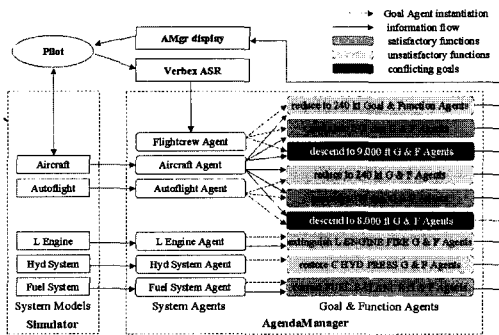 Goal Agent instantiation
information flow
satisfactory functions
unsatisfactory functions
conflicting goals
Pilot
AMgr display
Verbex ASR
reduce to 240 kt Goal & Function Agents
Flightcrew Agent
descend to 9,000 ft G & F Agents
Aircraft
Aircraft Agent
reduce to 240 kt G & F Agents
Autoflight
Autoflight Agent
descend to 8,000 ft G & F Agents
L Engine
L Engine Agent
extinguish L ENGINE FIRE G & F Agents
Hyd System
Hyd System Agent
restore C HYD PRESS G & F Agents
Fuel System
Fuel System Agent
System Models
System Agents
Goal & Function Agents
Simulator
AgendaManager